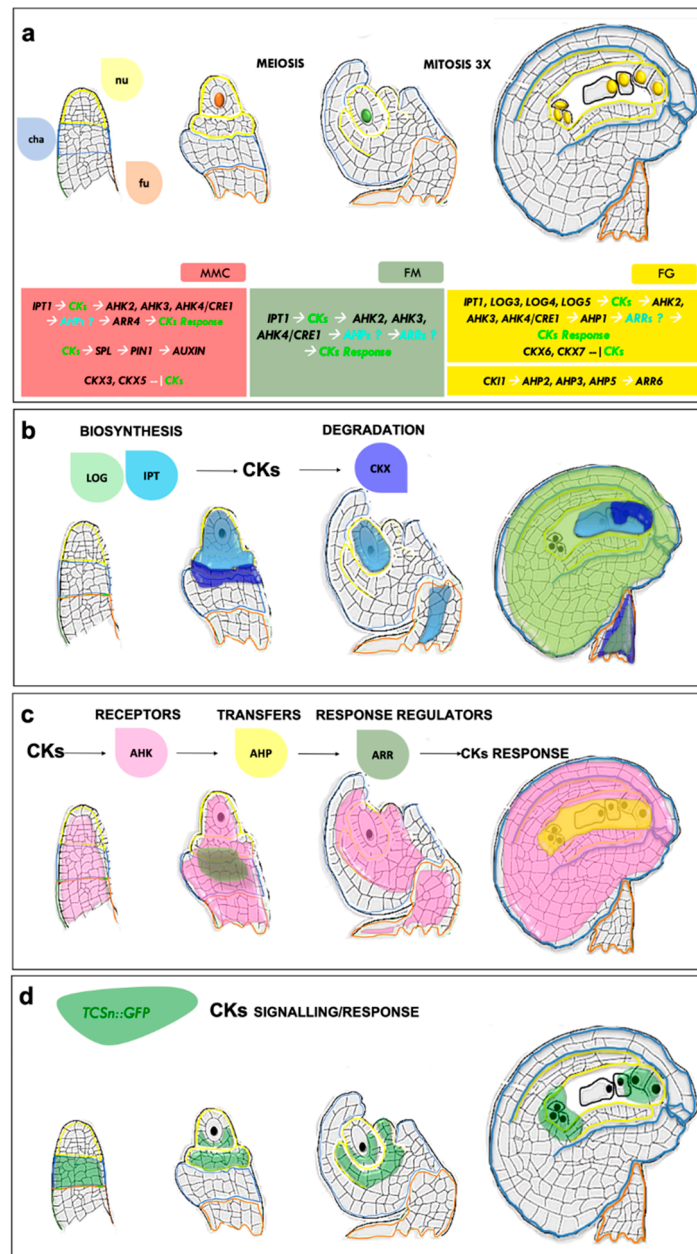 a
nu
cha
fu
MEIOSIS
MITOSIS 3X
MMC
IPT1 → CKs → AHK2, AHK3, AHK4/CRE1
→ AHPs ? → ARR4 → CKs Response
CKs → SPL → PIN1 → AUXIN
CKX3, CKX5 –| CKs
FM
IPT1 → CKs → AHK2, AHK3,
AHK4/CRE1 → AHPs ? → ARRs ?
→ CKs Response
FG
IPT1, LOG3, LOG4, LOG5 → CKs → AHK2,
AHK3, AHK4/CRE1 → AHP1 → ARRs ? →
CKs Response
CKX6, CKX7 –| CKs
CKI1 → AHP2, AHP3, AHP5 → ARR6
b
BIOSYNTHESIS
DEGRADATION
LOG
IPT
CKs
CKX
c
RECEPTORS
TRANSFERS
RESPONSE REGULATORS
CKs
AHK
AHP
ARR
CKs RESPONSE
d
TCSn::GFP
CKs SIGNALLING/RESPONSE